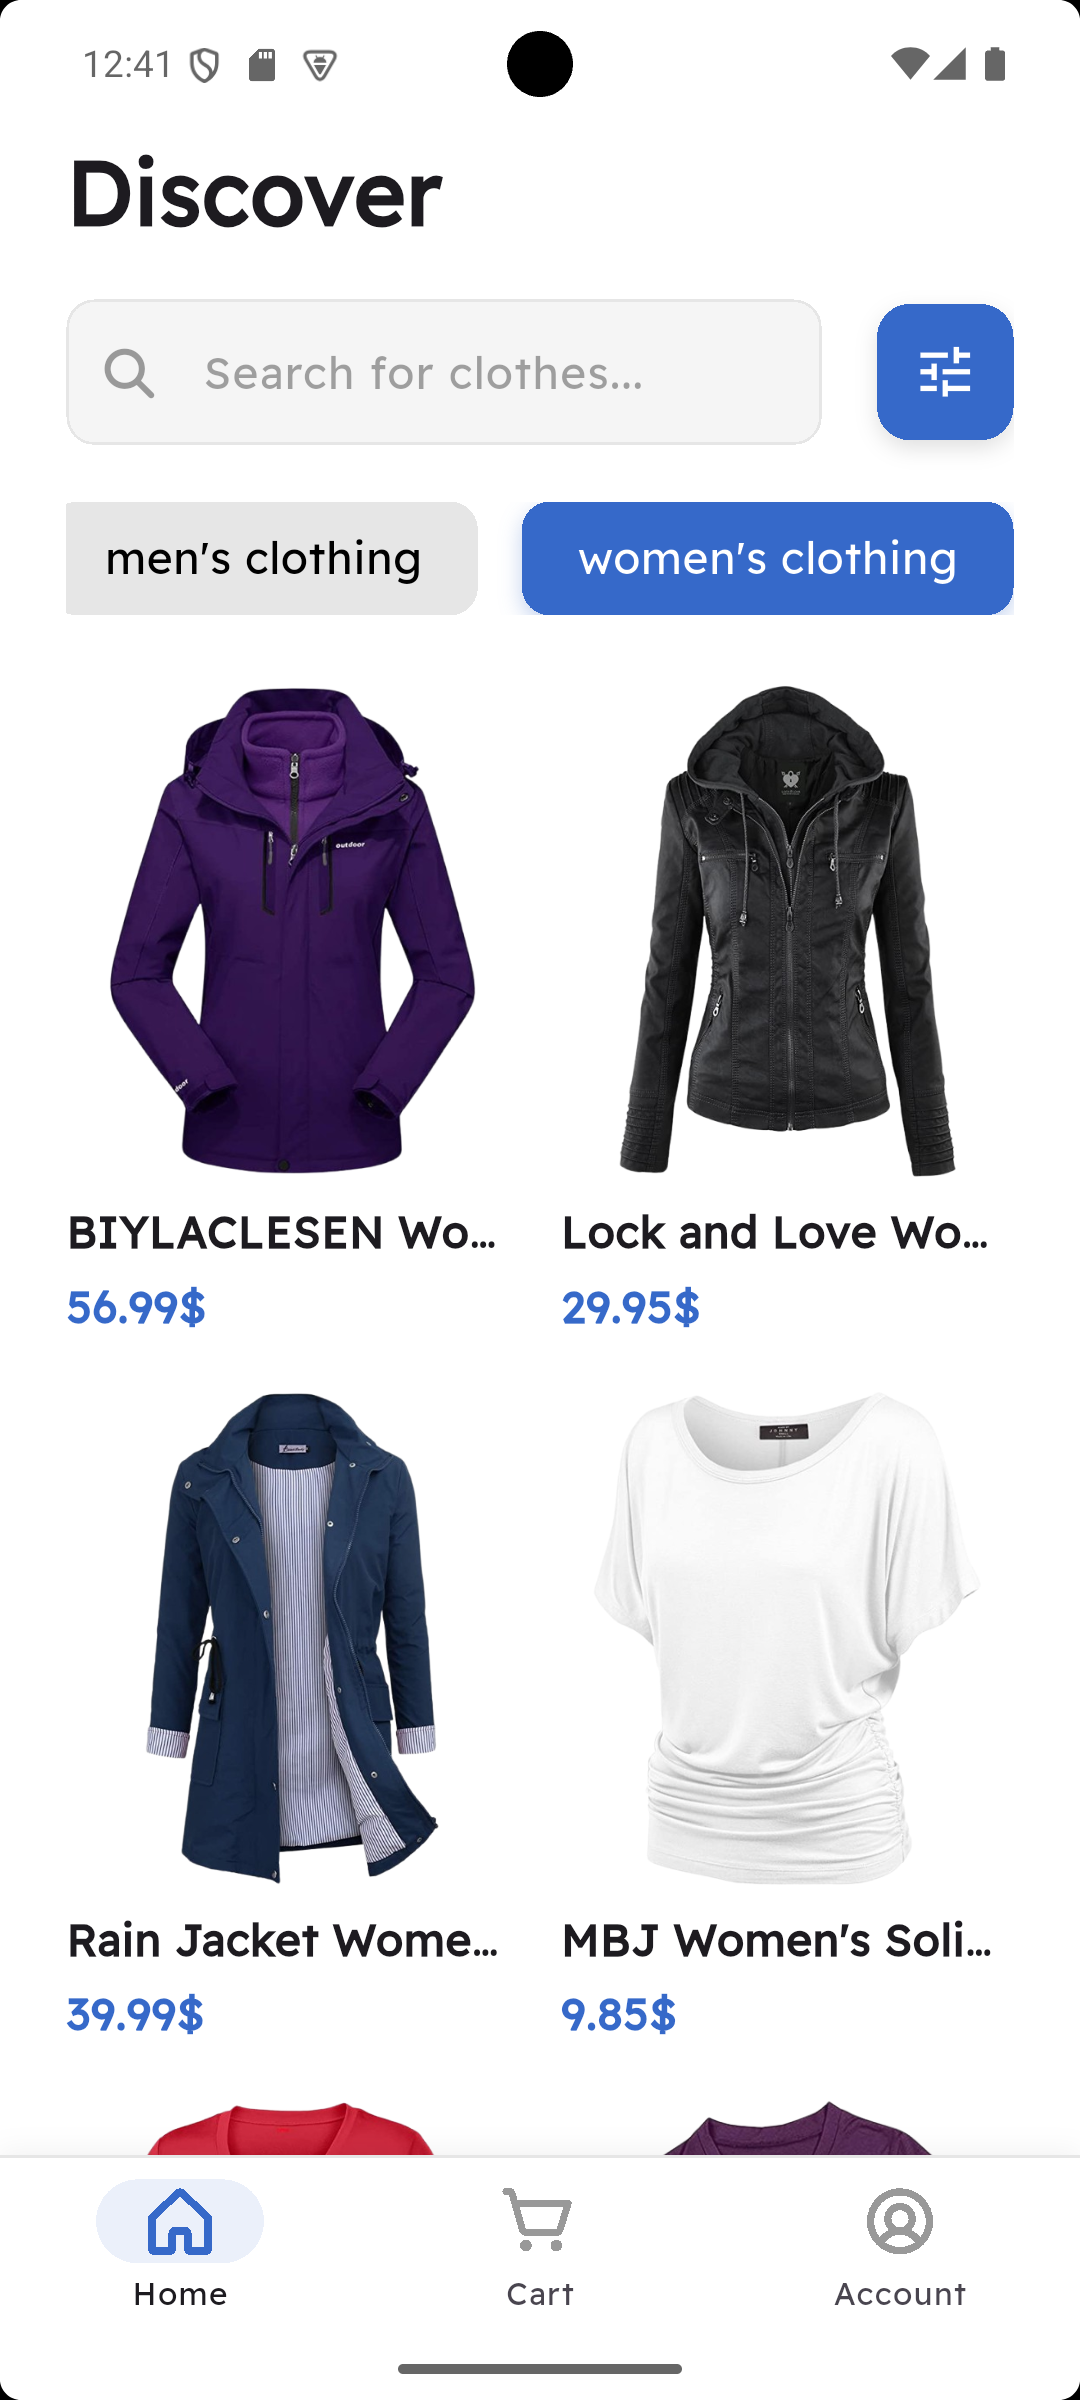 12:41
Discover
Search for clothes...
men's clothing
women's clothing
outdoor
BIYLACLESEN Wo...
Lock and Love Wo...
56.99$
29.95$
JOHNNY
Rain Jacket Wome...
MBJ Women's Soli...
39.99$
9.85$
Home
Cart
Account